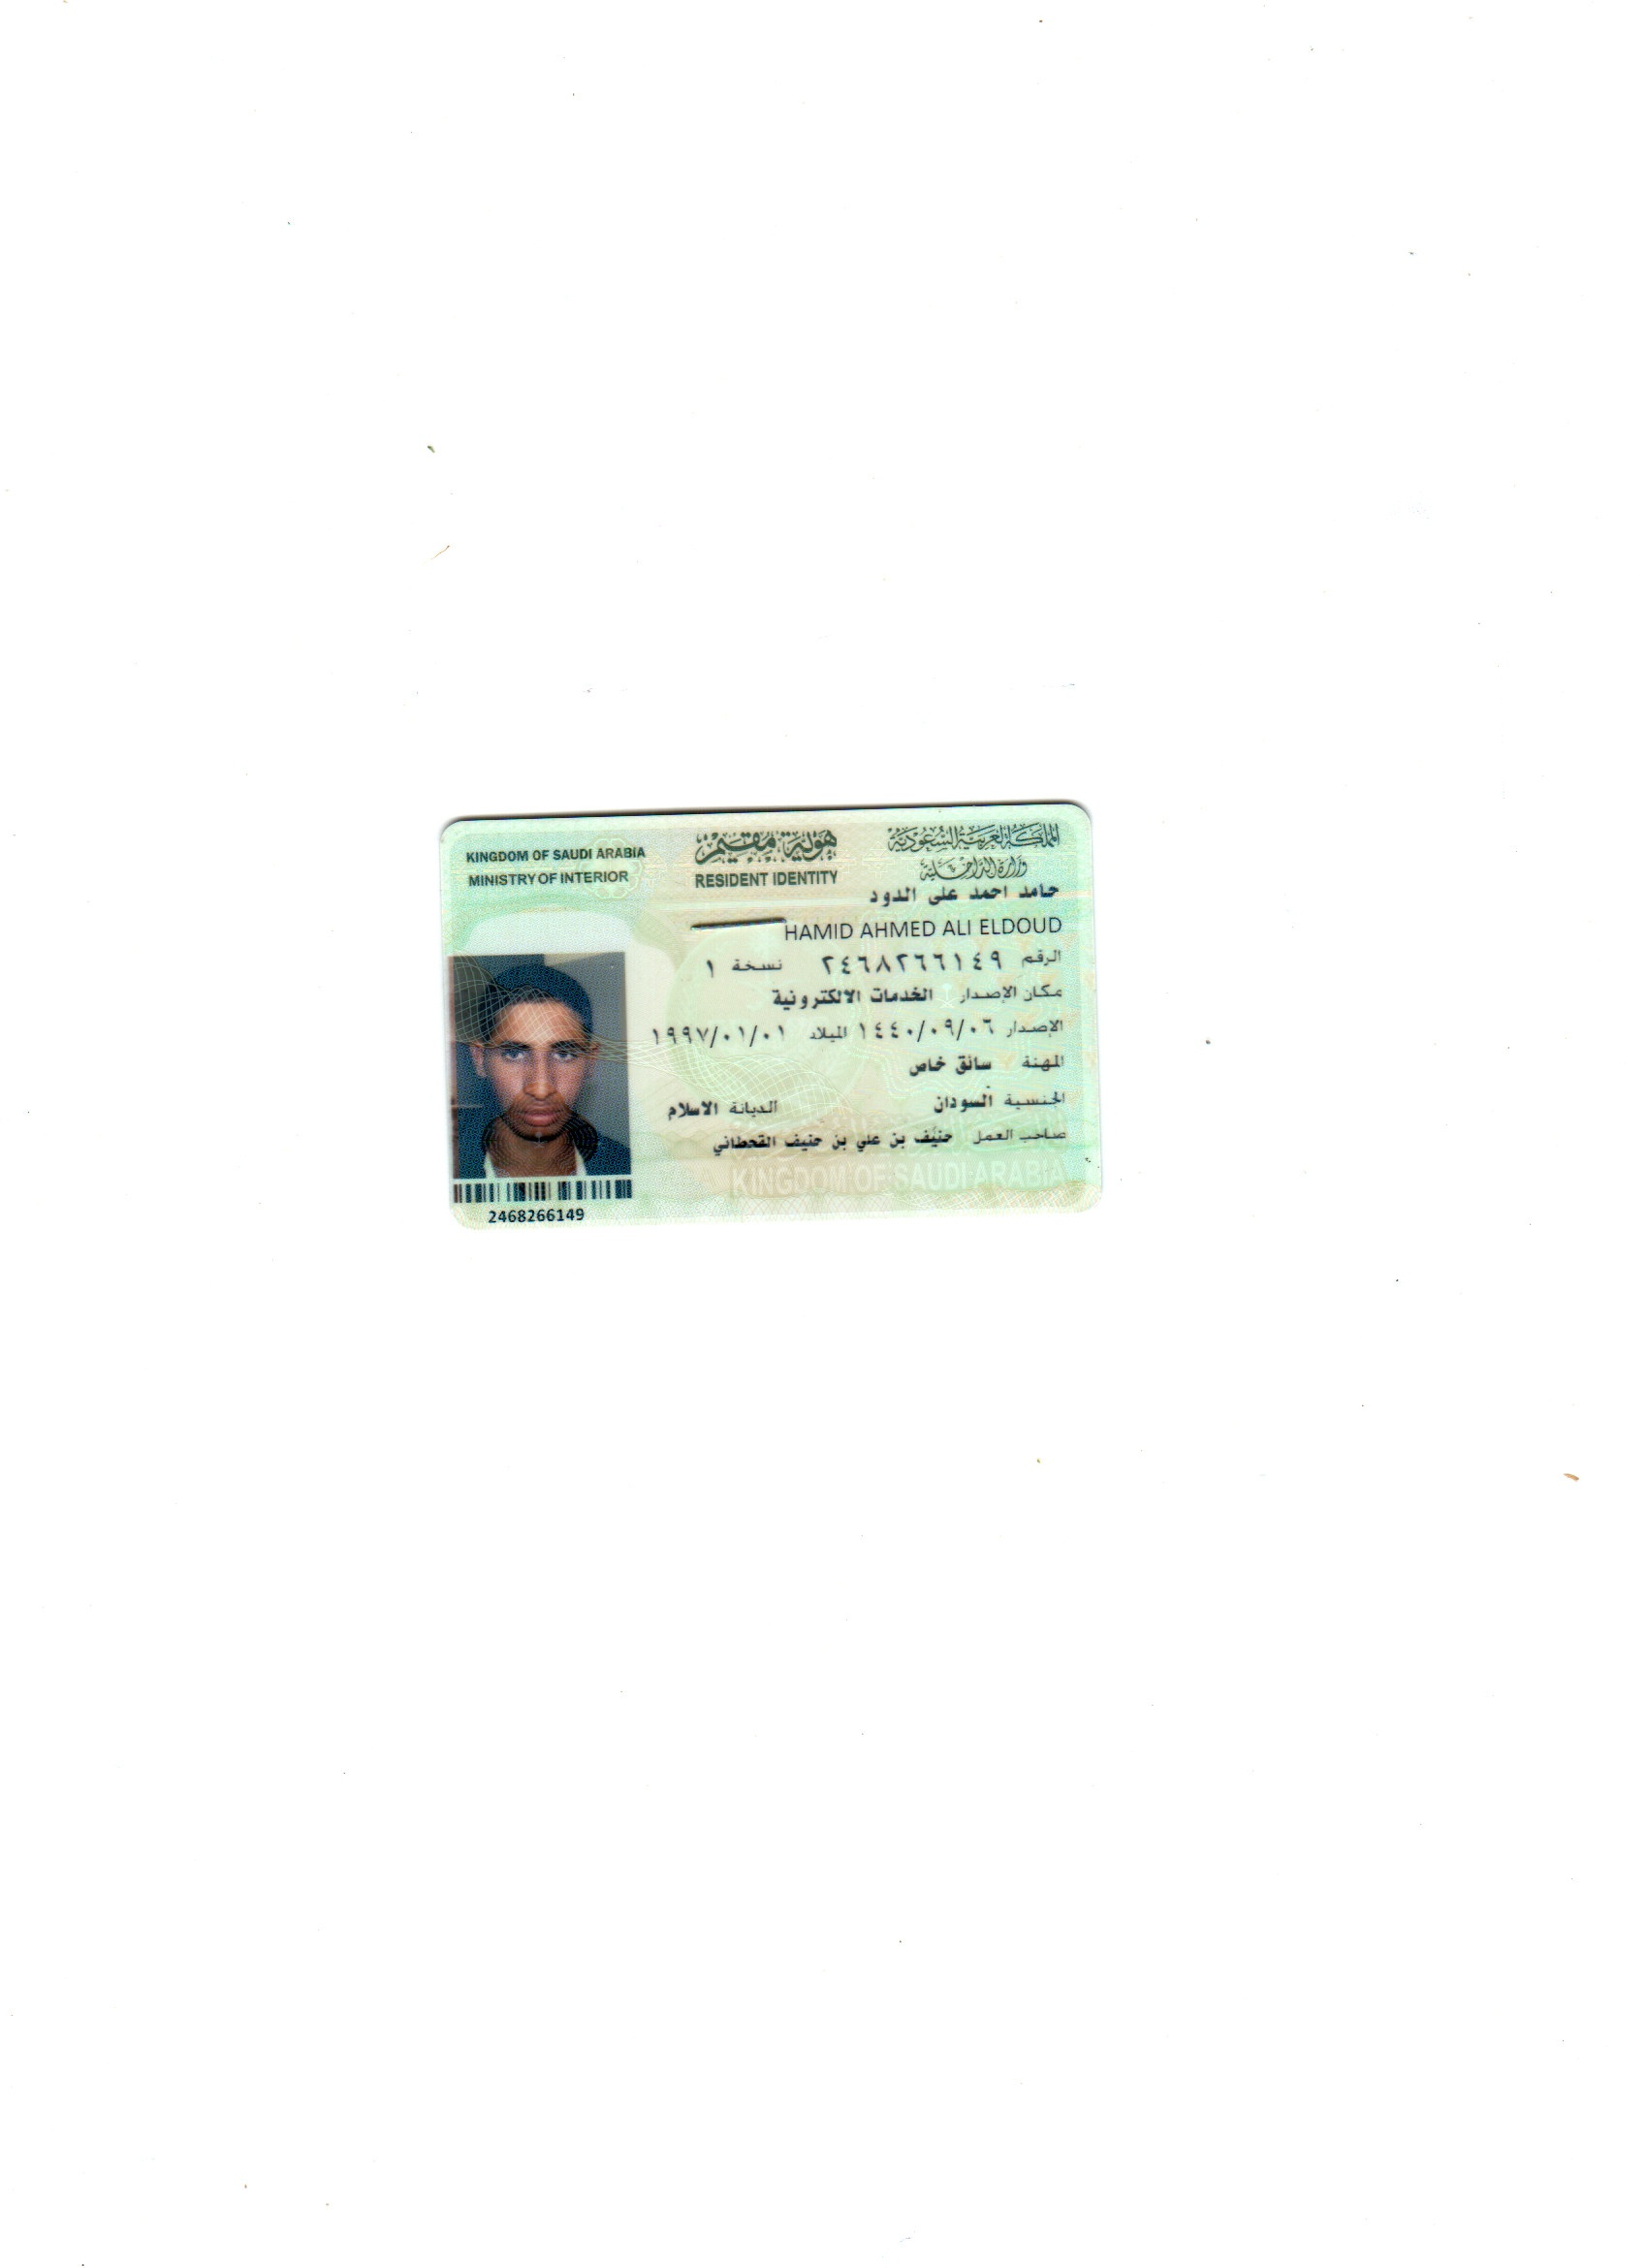 KINGDOM OF SAUDI ARABIA
MINISTRY OF INTERIOR
هوية مقيم
RESIDENT IDENTITY
المملكة العربية السعودية
وزارة الداخلية
حامد احمد على الدود
HAMID AHMED ALI ELDOUD
الرقم ٢٤٦٨٢٦٦١٤٩ نسخة ١
مكان الإصدار الخدمات الالكترونية
الإصدار ١٤٤٠/٠٩/٠٦ الميلاد ١٩٩٧/٠١/٠١
المهنة سائق خاص
الجنسية السودان الديانة الاسلام
صاحب العمل حنيف بن علي بن حنيف القحطاني
KINGDOM OF SAUDI ARABIA
2468266149